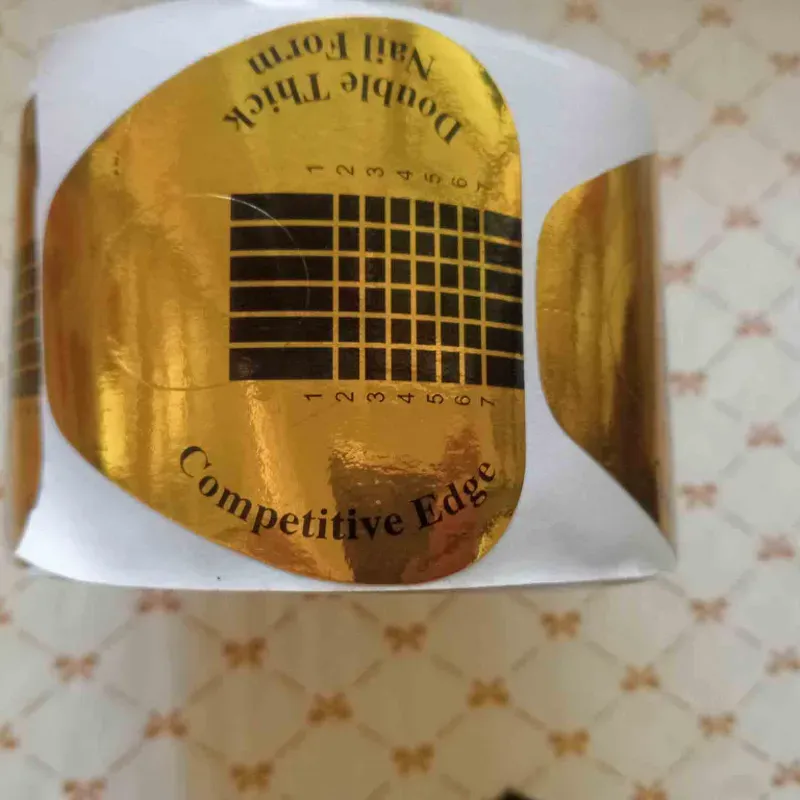 Double Thick
Nail Form
1 2 3 4 5 6 7
1 2 3 4 5 6 7
Competitive Edge